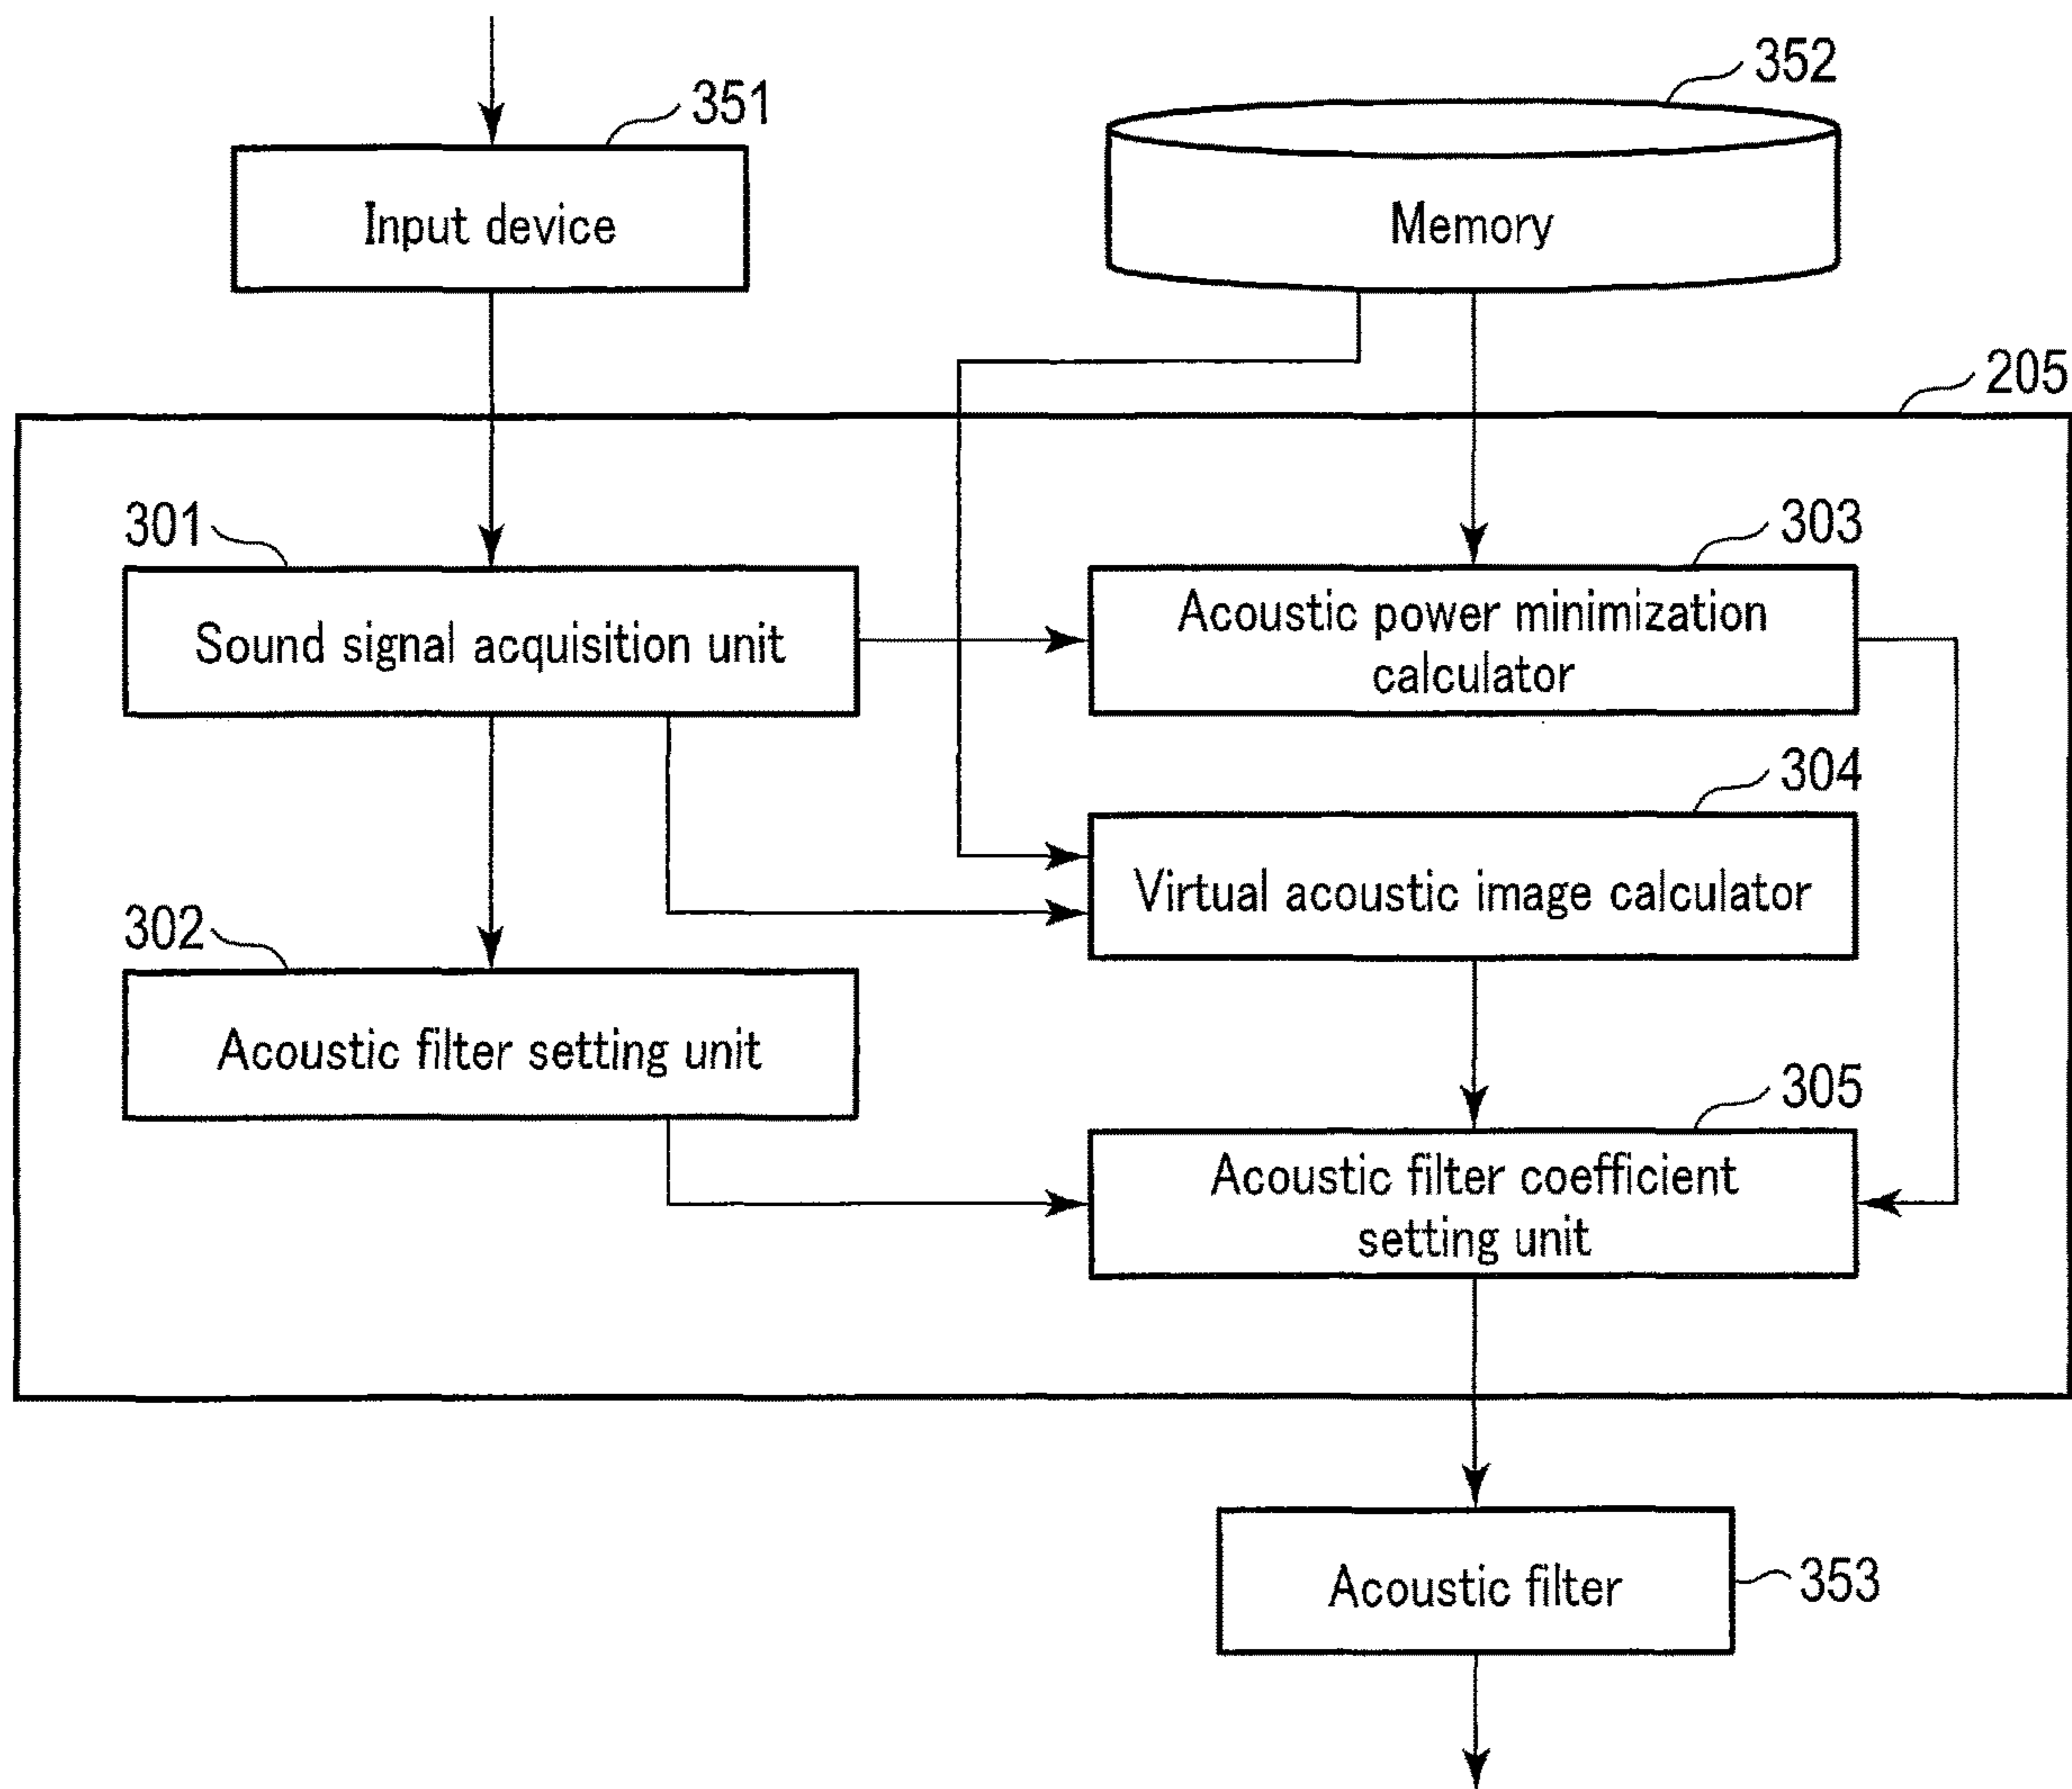 352
351
Input device
Memory
205
301
303
Sound signal acquisition unit
Acoustic power minimization
calculator
304
Virtual acoustic image calculator
302
Acoustic filter setting unit
305
Acoustic filter coefficient
setting unit
Acoustic filter
353